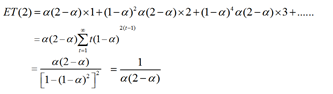 ET(2) = α(2−α)×1+(1−α)²α(2−α)×2+(1−α)⁴α(2−α)×3+......
= α(2−α)∑_{t=1}^{∞} t(1−α)^{2(t−1)}
= α(2−α) / [1−(1−α)²]² = 1 / α(2−α)